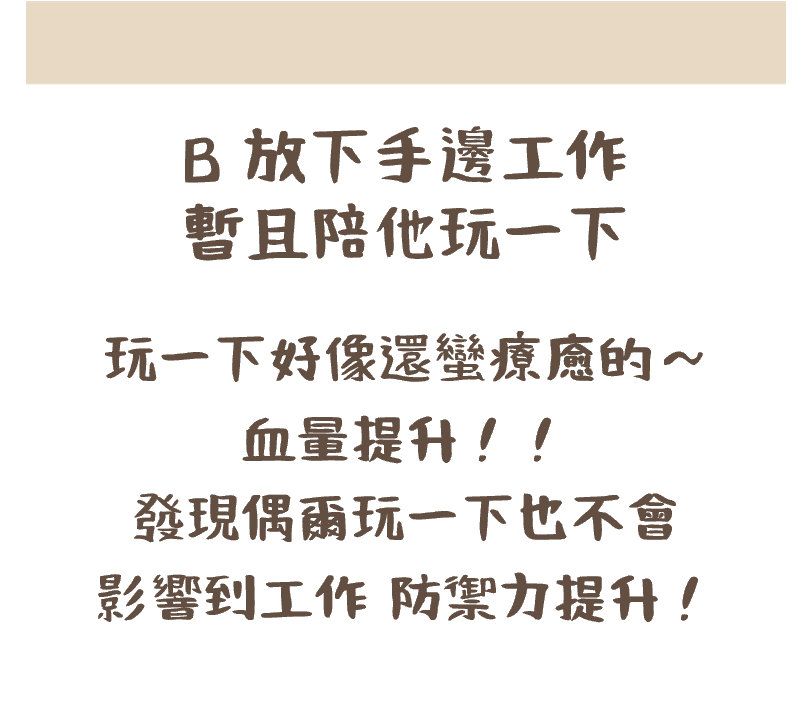 B 放下手邊工作
暫且陪他玩一下
玩一下好像還蠻療癒的~
血量提升！！
發現偶爾玩一下也不會
影響到工作 防禦力提升！